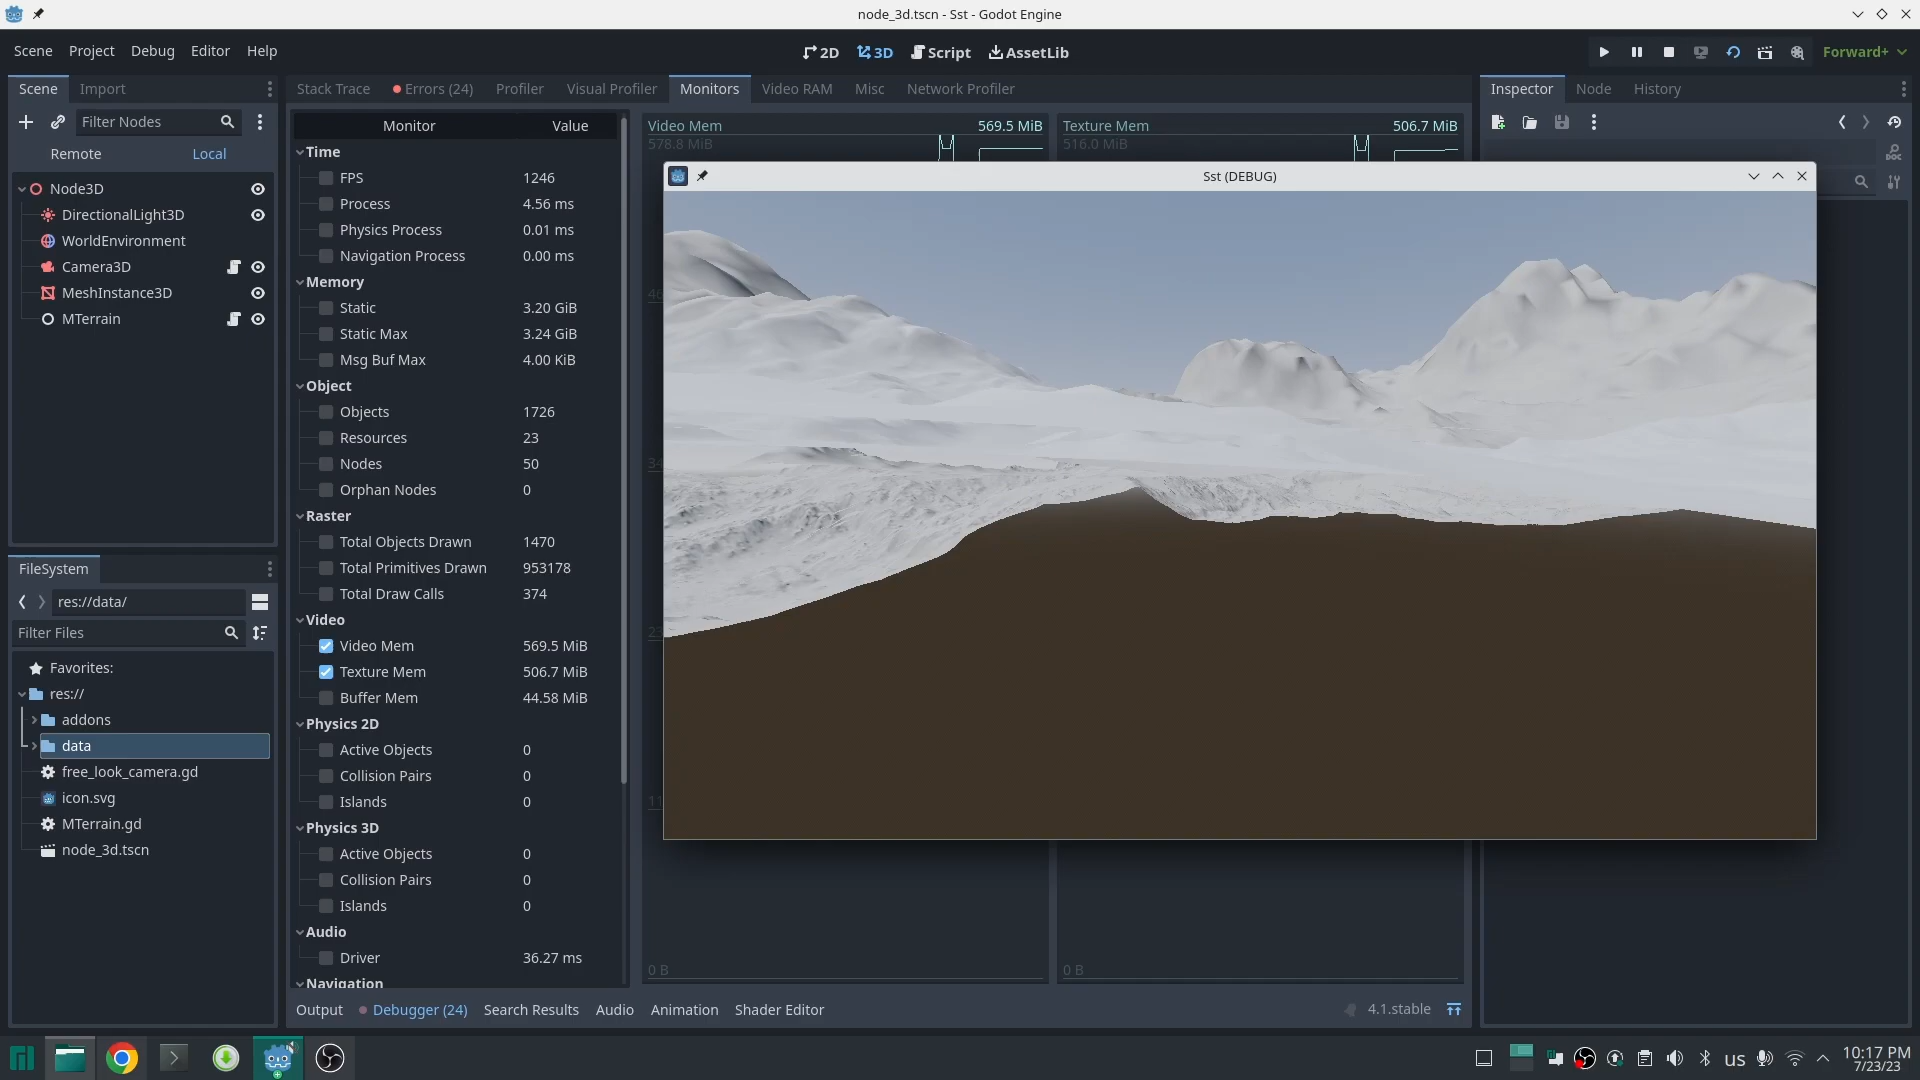 node_3d.tscn - Sst - Godot Engine
Scene Project Debug Editor Help
2D 3D Script AssetLib
Forward+
Scene Import
Filter Nodes
Remote Local
Node3D
DirectionalLight3D
WorldEnvironment
Camera3D
MeshInstance3D
MTerrain
FileSystem
res://data/
Filter Files
Favorites:
res://
addons
data
free_look_camera.gd
icon.svg
MTerrain.gd
node_3d.tscn
Stack Trace Errors (24) Profiler Visual Profiler Monitors Video RAM Misc Network Profiler
Monitor Value
Time
FPS 1246
Process 4.56 ms
Physics Process 0.01 ms
Navigation Process 0.00 ms
Memory
Static 3.20 GiB
Static Max 3.24 GiB
Msg Buf Max 4.00 KiB
Object
Objects 1726
Resources 23
Nodes 50
Orphan Nodes 0
Raster
Total Objects Drawn 1470
Total Primitives Drawn 953178
Total Draw Calls 374
Video
Video Mem 569.5 MiB
Texture Mem 506.7 MiB
Buffer Mem 44.58 MiB
Physics 2D
Active Objects 0
Collision Pairs 0
Islands 0
Physics 3D
Active Objects 0
Collision Pairs 0
Islands 0
Audio
Driver 36.27 ms
Navigation
Video Mem 569.5 MiB
578.8 MiB
0 B
Texture Mem 506.7 MiB
516.0 MiB
0 B
Sst (DEBUG)
Inspector Node History
DOC
Output Debugger (24) Search Results Audio Animation Shader Editor
4.1.stable
us
10:17 PM
7/23/23